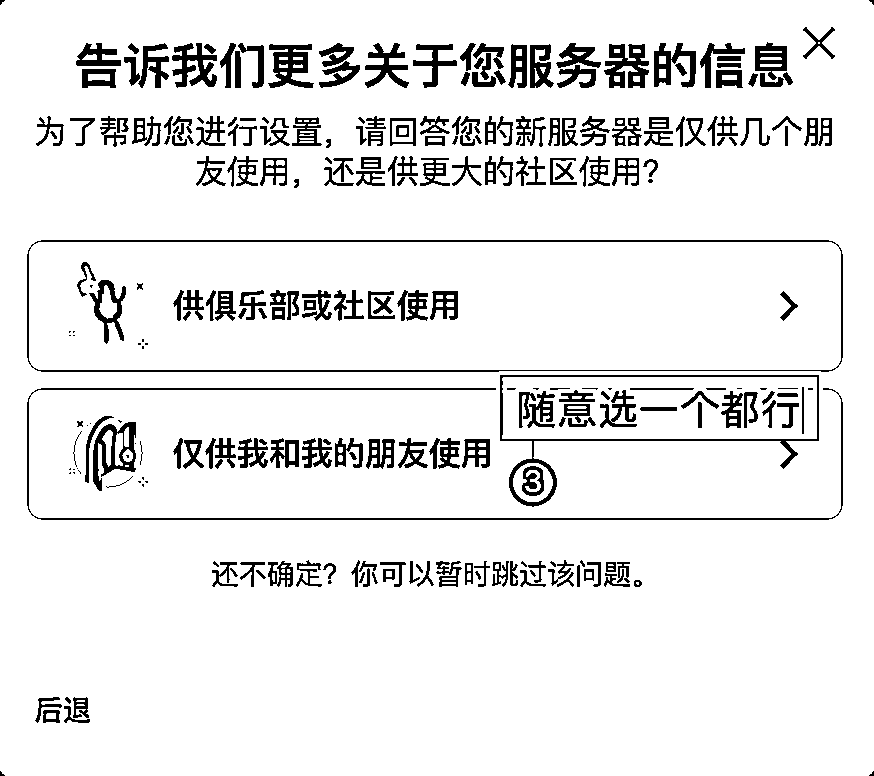 告诉我们更多关于您服务器的信息
为了帮助您进行设置，请回答您的新服务器是仅供几个朋
友使用，还是供更大的社区使用？
供俱乐部或社区使用
随意选一个都行
仅供我和我的朋友使用
③
还不确定？你可以暂时跳过该问题。
后退